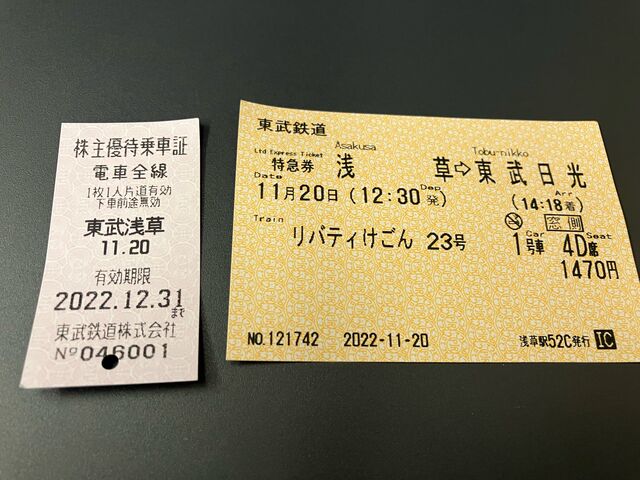 株主優待乗車証
電車全線
1枚1人片道有効
下車前途無効
東武浅草
11.20
有効期限
2022.12.31
まで
東武鉄道株式会社
No 046001
東武鉄道
Asakusa Tobu-nikko
Ltd Express Ticket
特急券 浅 草⇨東武日光
Date Dep Arr
11月20日(12:30発) (14:18着)
窓側
Train Car Seat
リバティけごん 23号 1号車 4D席
1470円
NO.121742 2022-11-20 浅草駅52C発行 IC